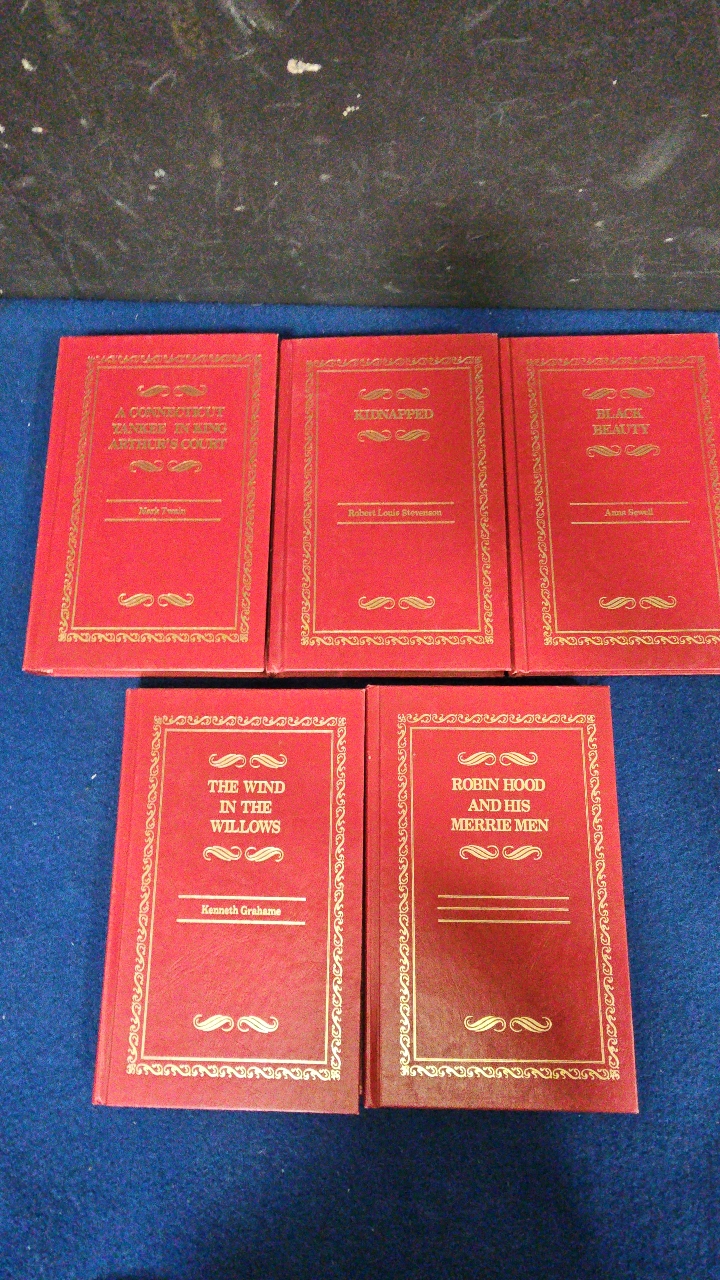 A CONNECTICUT
YANKEE IN KING
ARTHUR'S COURT
Mark Twain
KIDNAPPED
Robert Louis Stevenson
BLACK
BEAUTY
Anna Sewell
THE WIND
IN THE
WILLOWS
Kenneth Grahame
ROBIN HOOD
AND HIS
MERRIE MEN